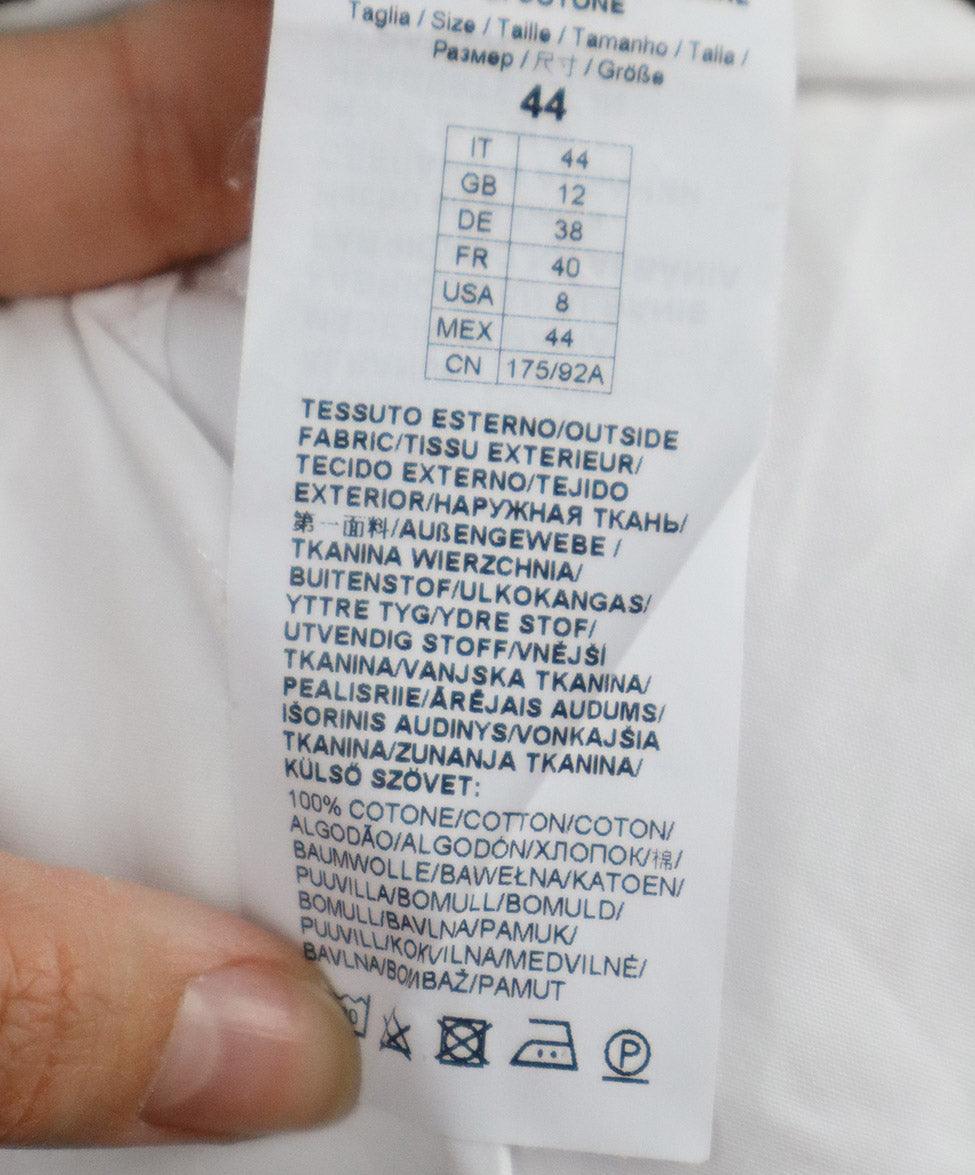 COTONE
Taglia / Size / Taille / Tamanho / Talla /
Размер / 尺寸 / Größe
44
IT 44
GB 12
DE 38
FR 40
USA 8
MEX 44
CN 175/92A
TESSUTO ESTERNO/OUTSIDE
FABRIC/TISSU EXTERIEUR/
TECIDO EXTERNO/TEJIDO
EXTERIOR/НАРУЖНАЯ ТКАНЬ/
第一面料/AUßENGEWEBE /
TKANINA WIERZCHNIA/
BUITENSTOF/ULKOKANGAS/
YTTRE TYG/YDRE STOF/
UTVENDIG STOFF/VNĚJŠI
TKANINA/VANJSKA TKANINA/
PEALISRIIE/ĀRĒJAIS AUDUMS/
IŠORINIS AUDINYS/VONKAJŠIA
TKANINA/ZUNANJA TKANINA/
KÜLSŐ SZÖVET:
100% COTONE/COTTON/COTON/
ALGODÃO/ALGODÓN/ХЛОПОК/棉/
BAUMWOLLE/BAWEŁNA/KATOEN/
PUUVILLA/BOMULL/BOMULD/
BOMULL/BAVLNA/PAMUK/
PUUVILL/KOKVILNA/MEDVILNĖ/
BAVLNA/BOMBAŽ/PAMUT
P